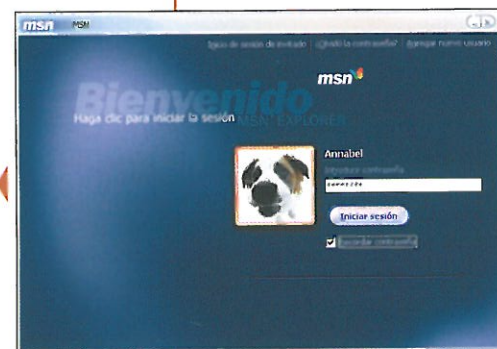 msn MSN
Inicio de sesión de invitado | ¿Olvidó la contraseña? | Agregar nuevo usuario
msn
Bienvenido
Haga clic para iniciar la sesión MSN EXPLORER
Annabel
Introduce contraseña
********
Iniciar sesión
Recordar contraseña